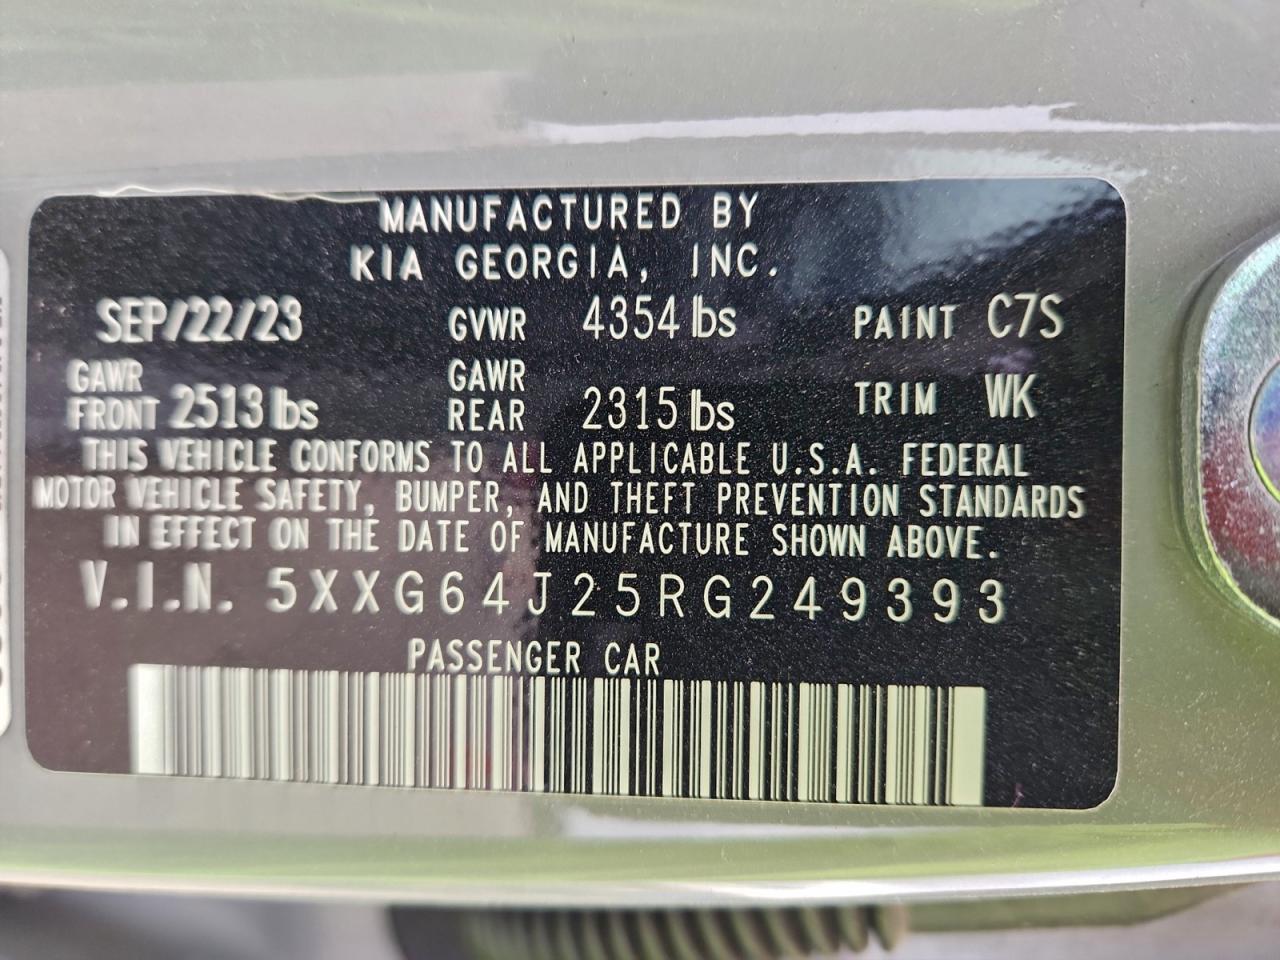 MANUFACTURED BY
KIA GEORGIA, INC.
SEP/22/23 GVWR 4354 lbs PAINT C7S
GAWR FRONT 2513 lbs GAWR REAR 2315 lbs TRIM WK
THIS VEHICLE CONFORMS TO ALL APPLICABLE U.S.A. FEDERAL
MOTOR VEHICLE SAFETY, BUMPER, AND THEFT PREVENTION STANDARDS
IN EFFECT ON THE DATE OF MANUFACTURE SHOWN ABOVE.
V.I.N. 5XXG64J25RG249393
PASSENGER CAR